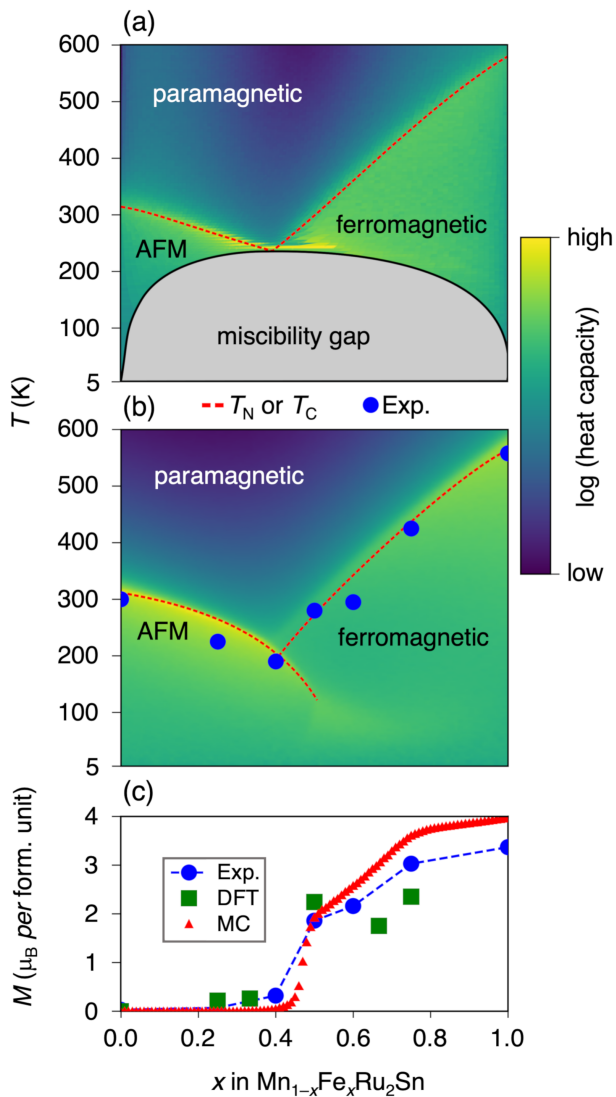 (a)
600
500
400
300
200
100
5
paramagnetic
AFM
ferromagnetic
miscibility gap
T (K)
high
log (heat capacity)
low
(b)
T_N or T_C
Exp.
600
500
400
300
200
100
5
paramagnetic
AFM
ferromagnetic
(c)
4
3
2
1
0
M (μ_B per form. unit)
Exp.
DFT
MC
0.0 0.2 0.4 0.6 0.8 1.0
x in Mn₁₋ₓFeₓRu₂Sn